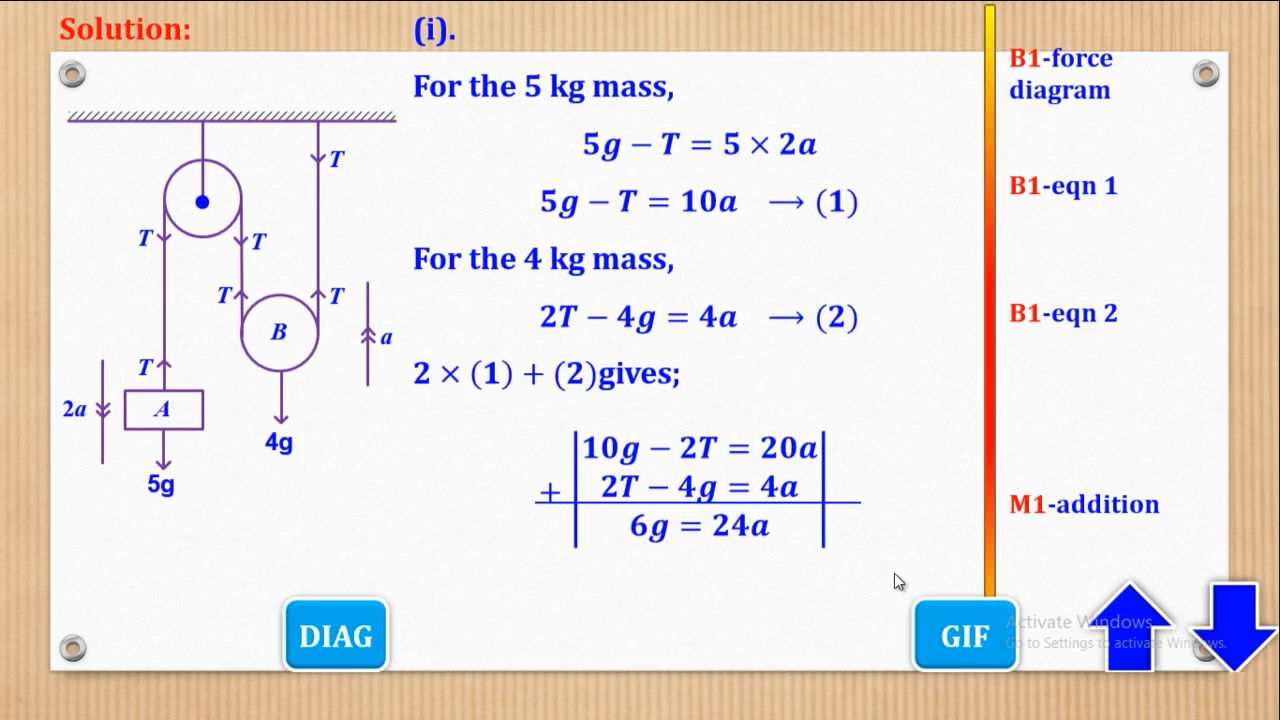 Solution:
(i).
For the 5 kg mass,
5g − T = 5 × 2a
5g − T = 10a ⟶ (1)
For the 4 kg mass,
2T − 4g = 4a ⟶ (2)
2 × (1) + (2)gives;
10g − 2T = 20a
+ 2T − 4g = 4a
6g = 24a
T
T
T
T
T
B
a
T
2a
A
4g
5g
B1-force
diagram
B1-eqn 1
B1-eqn 2
M1-addition
DIAG
GIF
Activate Windows
Go to Settings to activate Windows.